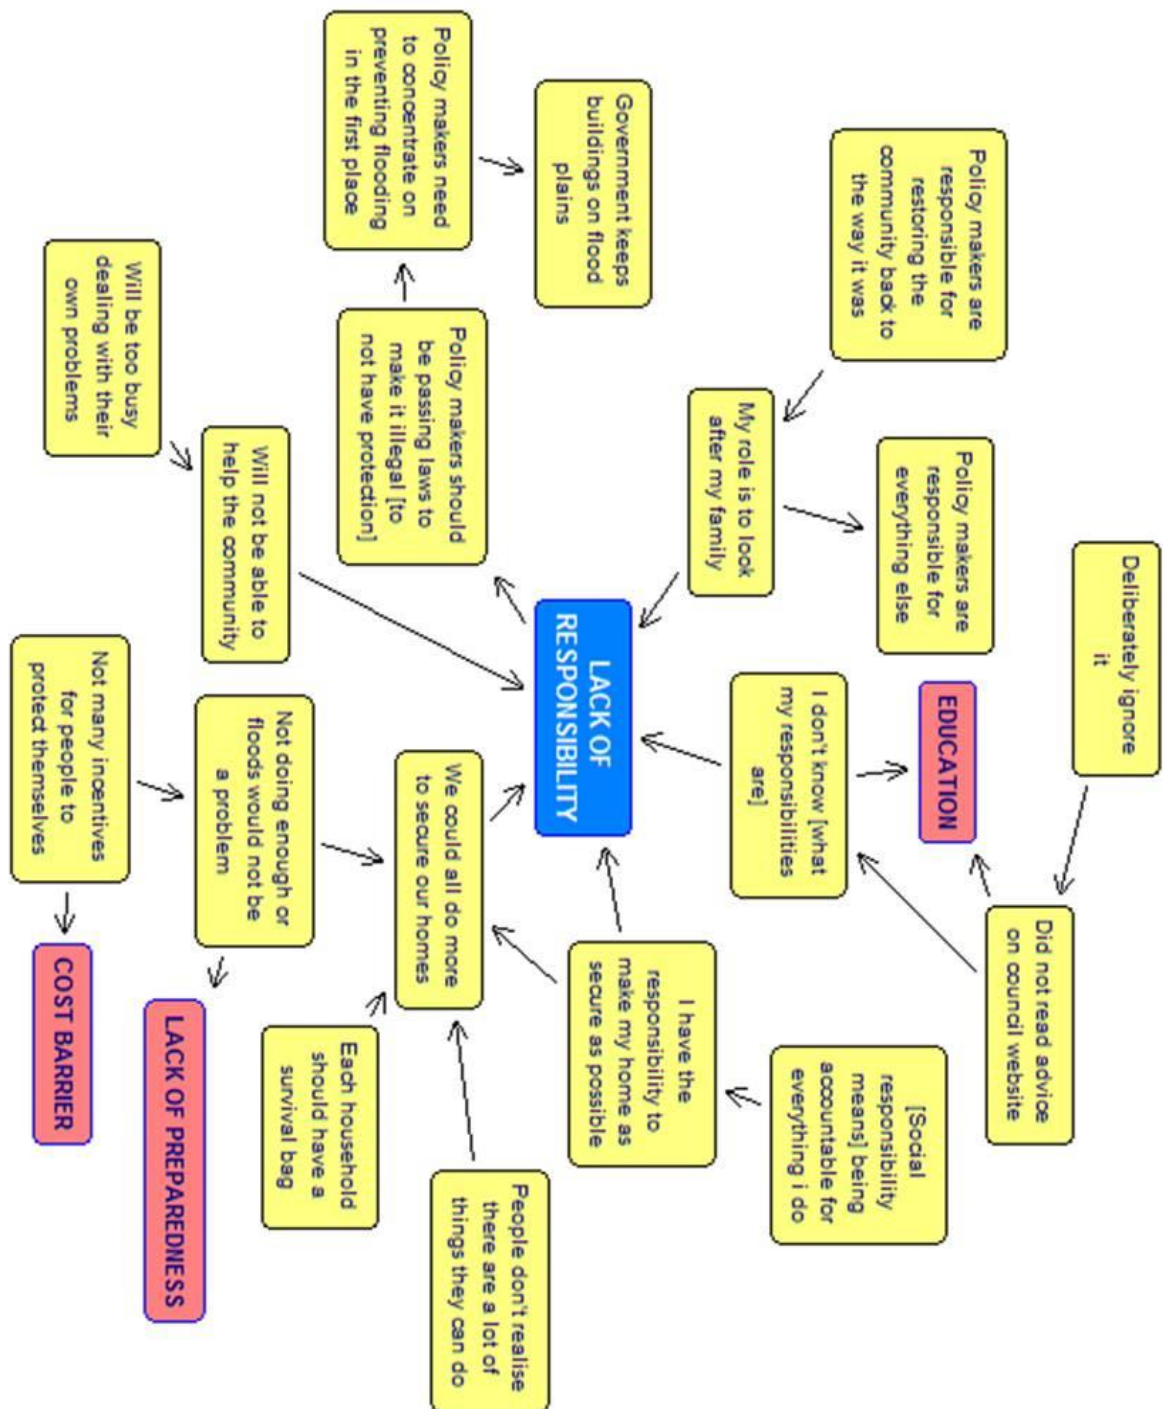 Deliberately ignore
it
Did not read advice
on council website
Policy makers are
responsible for
restoring the
community back to
the way it was
Policy makers are
responsible for
everything else
EDUCATION
[Social
responsibility
means] being
accountable for
everything i do
My role is to look
after my family
I don't know [what
my responsibilities
are]
I have the
responsibility to
make my home as
secure as possible
Government keeps
buildings on flood
plains
LACK OF
RESPONSIBILITY
Policy makers need
to concentrate on
preventing flooding
in the first place
Policy makers should
be passing laws to
make it illegal [to
not have protection]
We could all do more
to secure our homes
People don't realise
there are a lot of
things they can do
Will not be able to
help the community
Not doing enough or
floods would not be
a problem
Each household
should have a
survival bag
Will be too busy
dealing with their
own problems
LACK OF PREPAREDNESS
Not many incentives
for people to
protect themselves
COST BARRIER